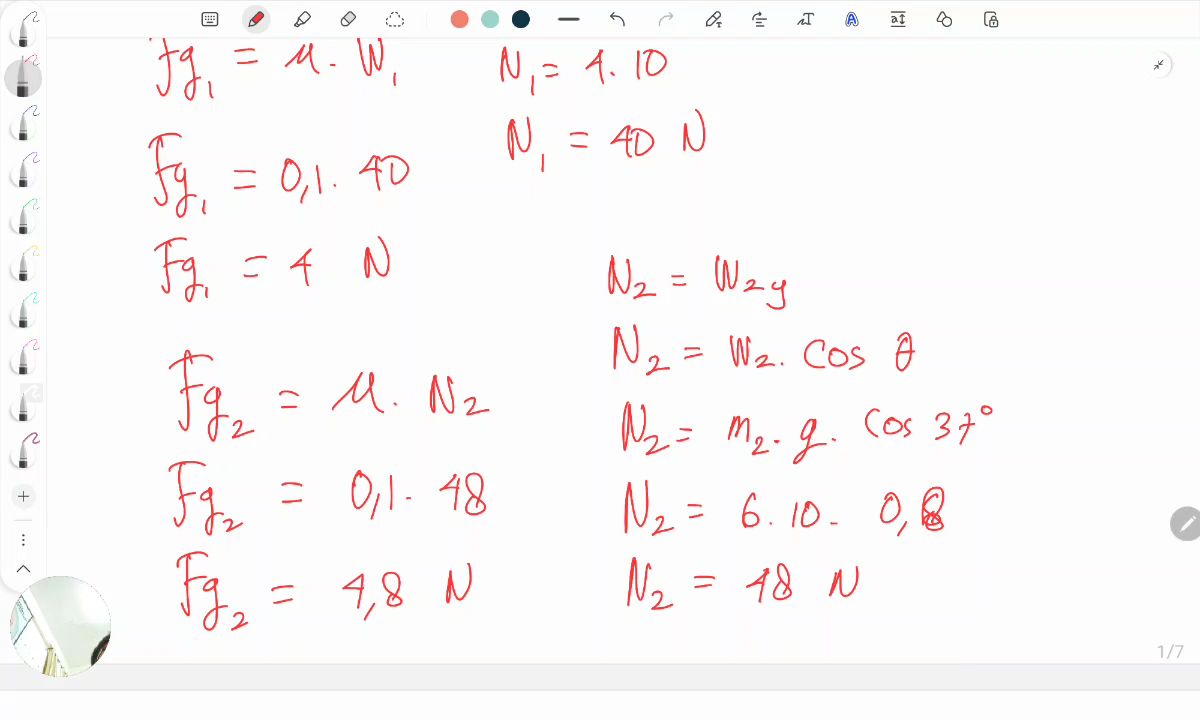 Fg₁ = μ. W₁
N₁ = 4.10
N₁ = 40 N
Fg₁ = 0,1. 40
Fg₁ = 4 N
N₂ = W₂y
N₂ = W₂. cos θ
Fg₂ = μ. N₂
N₂ = m₂. g. cos 37°
Fg₂ = 0,1. 48
N₂ = 6.10. 0,8
Fg₂ = 4,8 N
N₂ = 48 N
1/7